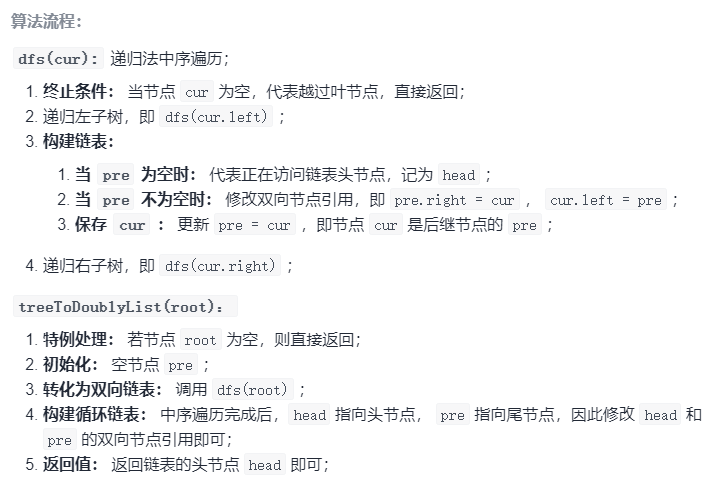 算法流程：
dfs(cur)： 递归法中序遍历；
1. 终止条件： 当节点 cur 为空，代表越过叶节点，直接返回；
2. 递归左子树，即 dfs(cur.left) ；
3. 构建链表：
1. 当 pre 为空时： 代表正在访问链表头节点，记为 head ；
2. 当 pre 不为空时： 修改双向节点引用，即 pre.right = cur ， cur.left = pre ；
3. 保存 cur ： 更新 pre = cur ，即节点 cur 是后继节点的 pre ；
4. 递归右子树，即 dfs(cur.right) ；
treeToDoublyList(root)：
1. 特例处理： 若节点 root 为空，则直接返回；
2. 初始化： 空节点 pre ；
3. 转化为双向链表： 调用 dfs(root) ；
4. 构建循环链表： 中序遍历完成后， head 指向头节点， pre 指向尾节点，因此修改 head 和
pre 的双向节点引用即可；
5. 返回值： 返回链表的头节点 head 即可；